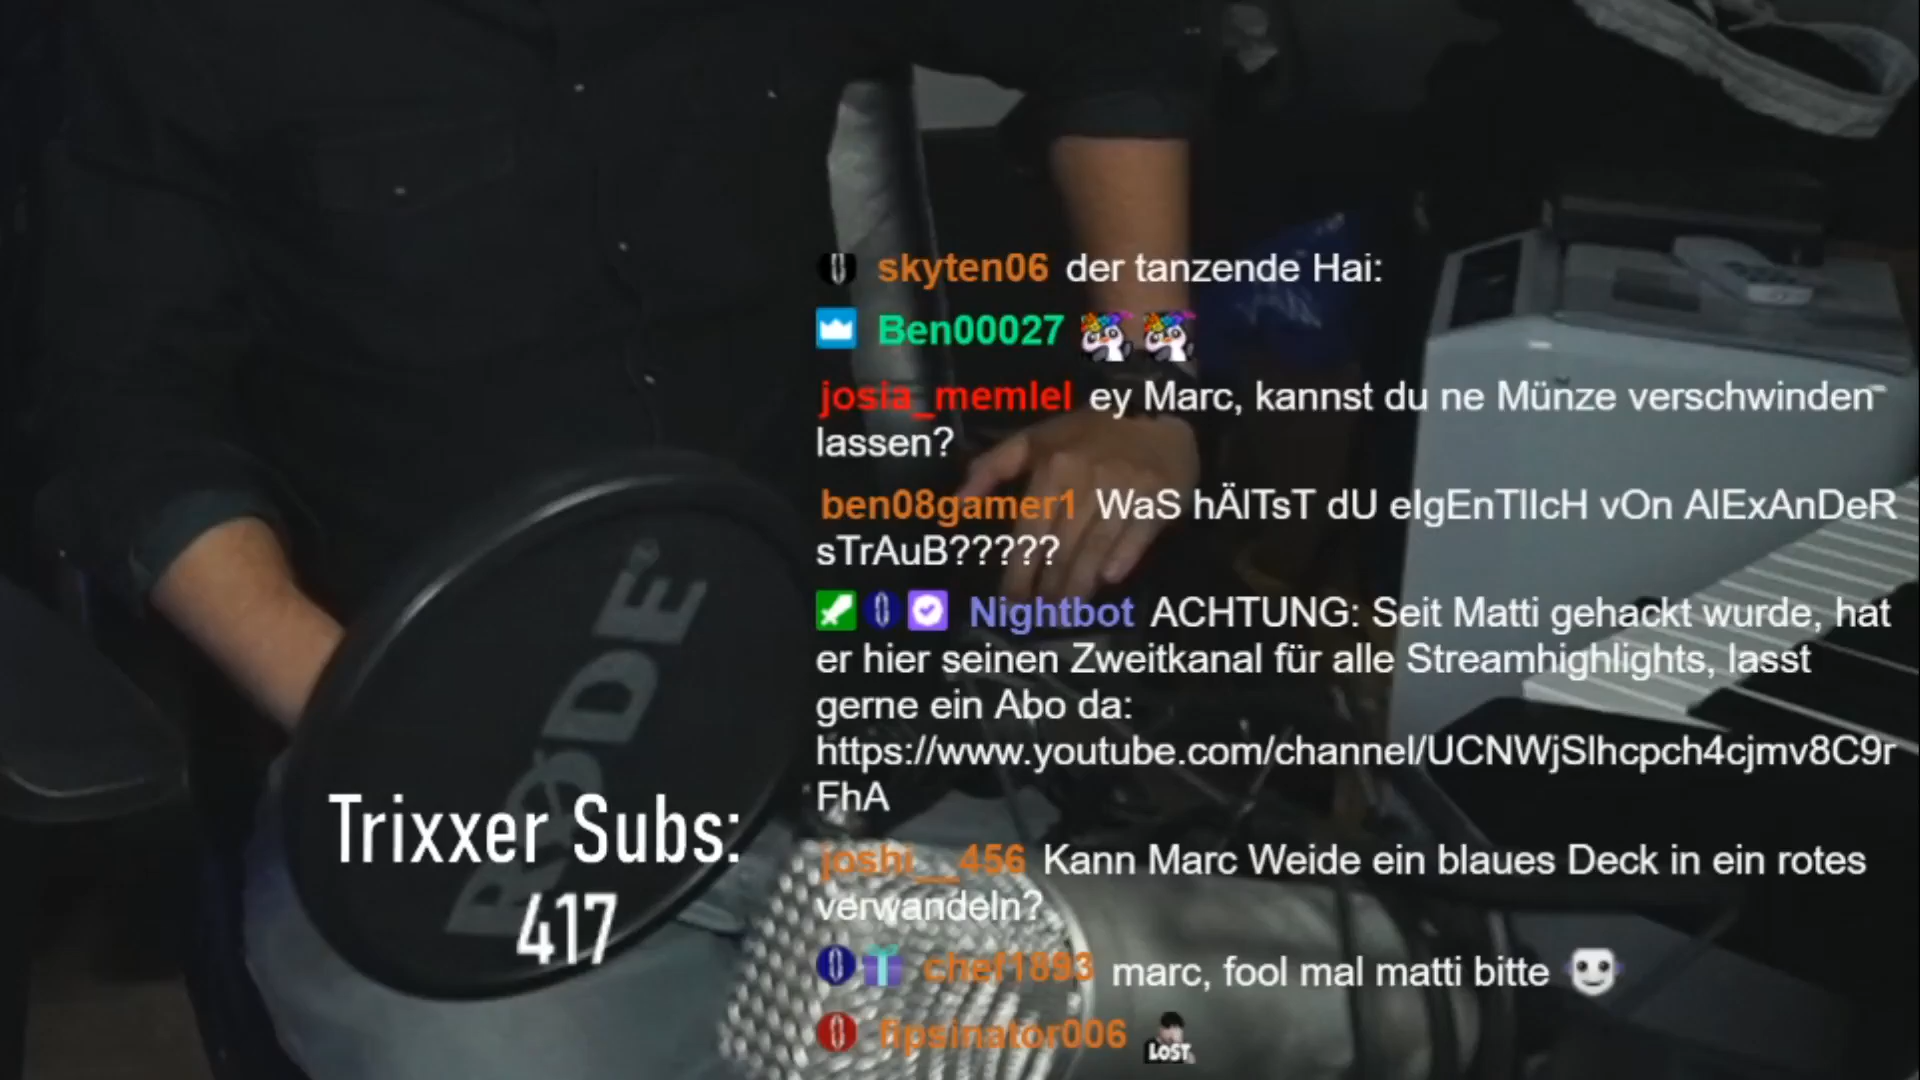 skyten06 der tanzende Hai:
Ben00027
josia_memlel ey Marc, kannst du ne Münze verschwinden
lassen?
ben08gamer1 WaS hÄlTsT dU eIgEnTlIcH vOn AlExAnDeR
sTrAuB?????
Nightbot ACHTUNG: Seit Matti gehackt wurde, hat
er hier seinen Zweitkanal für alle Streamhighlights, lasst
gerne ein Abo da:
https://www.youtube.com/channel/UCNWjSlhcpch4cjmv8C9r
FhA
joshi__456 Kann Marc Weide ein blaues Deck in ein rotes
verwandeln?
chef1893 marc, fool mal matti bitte
fipsinator006 LOST
RØDE
Trixxer Subs:
417